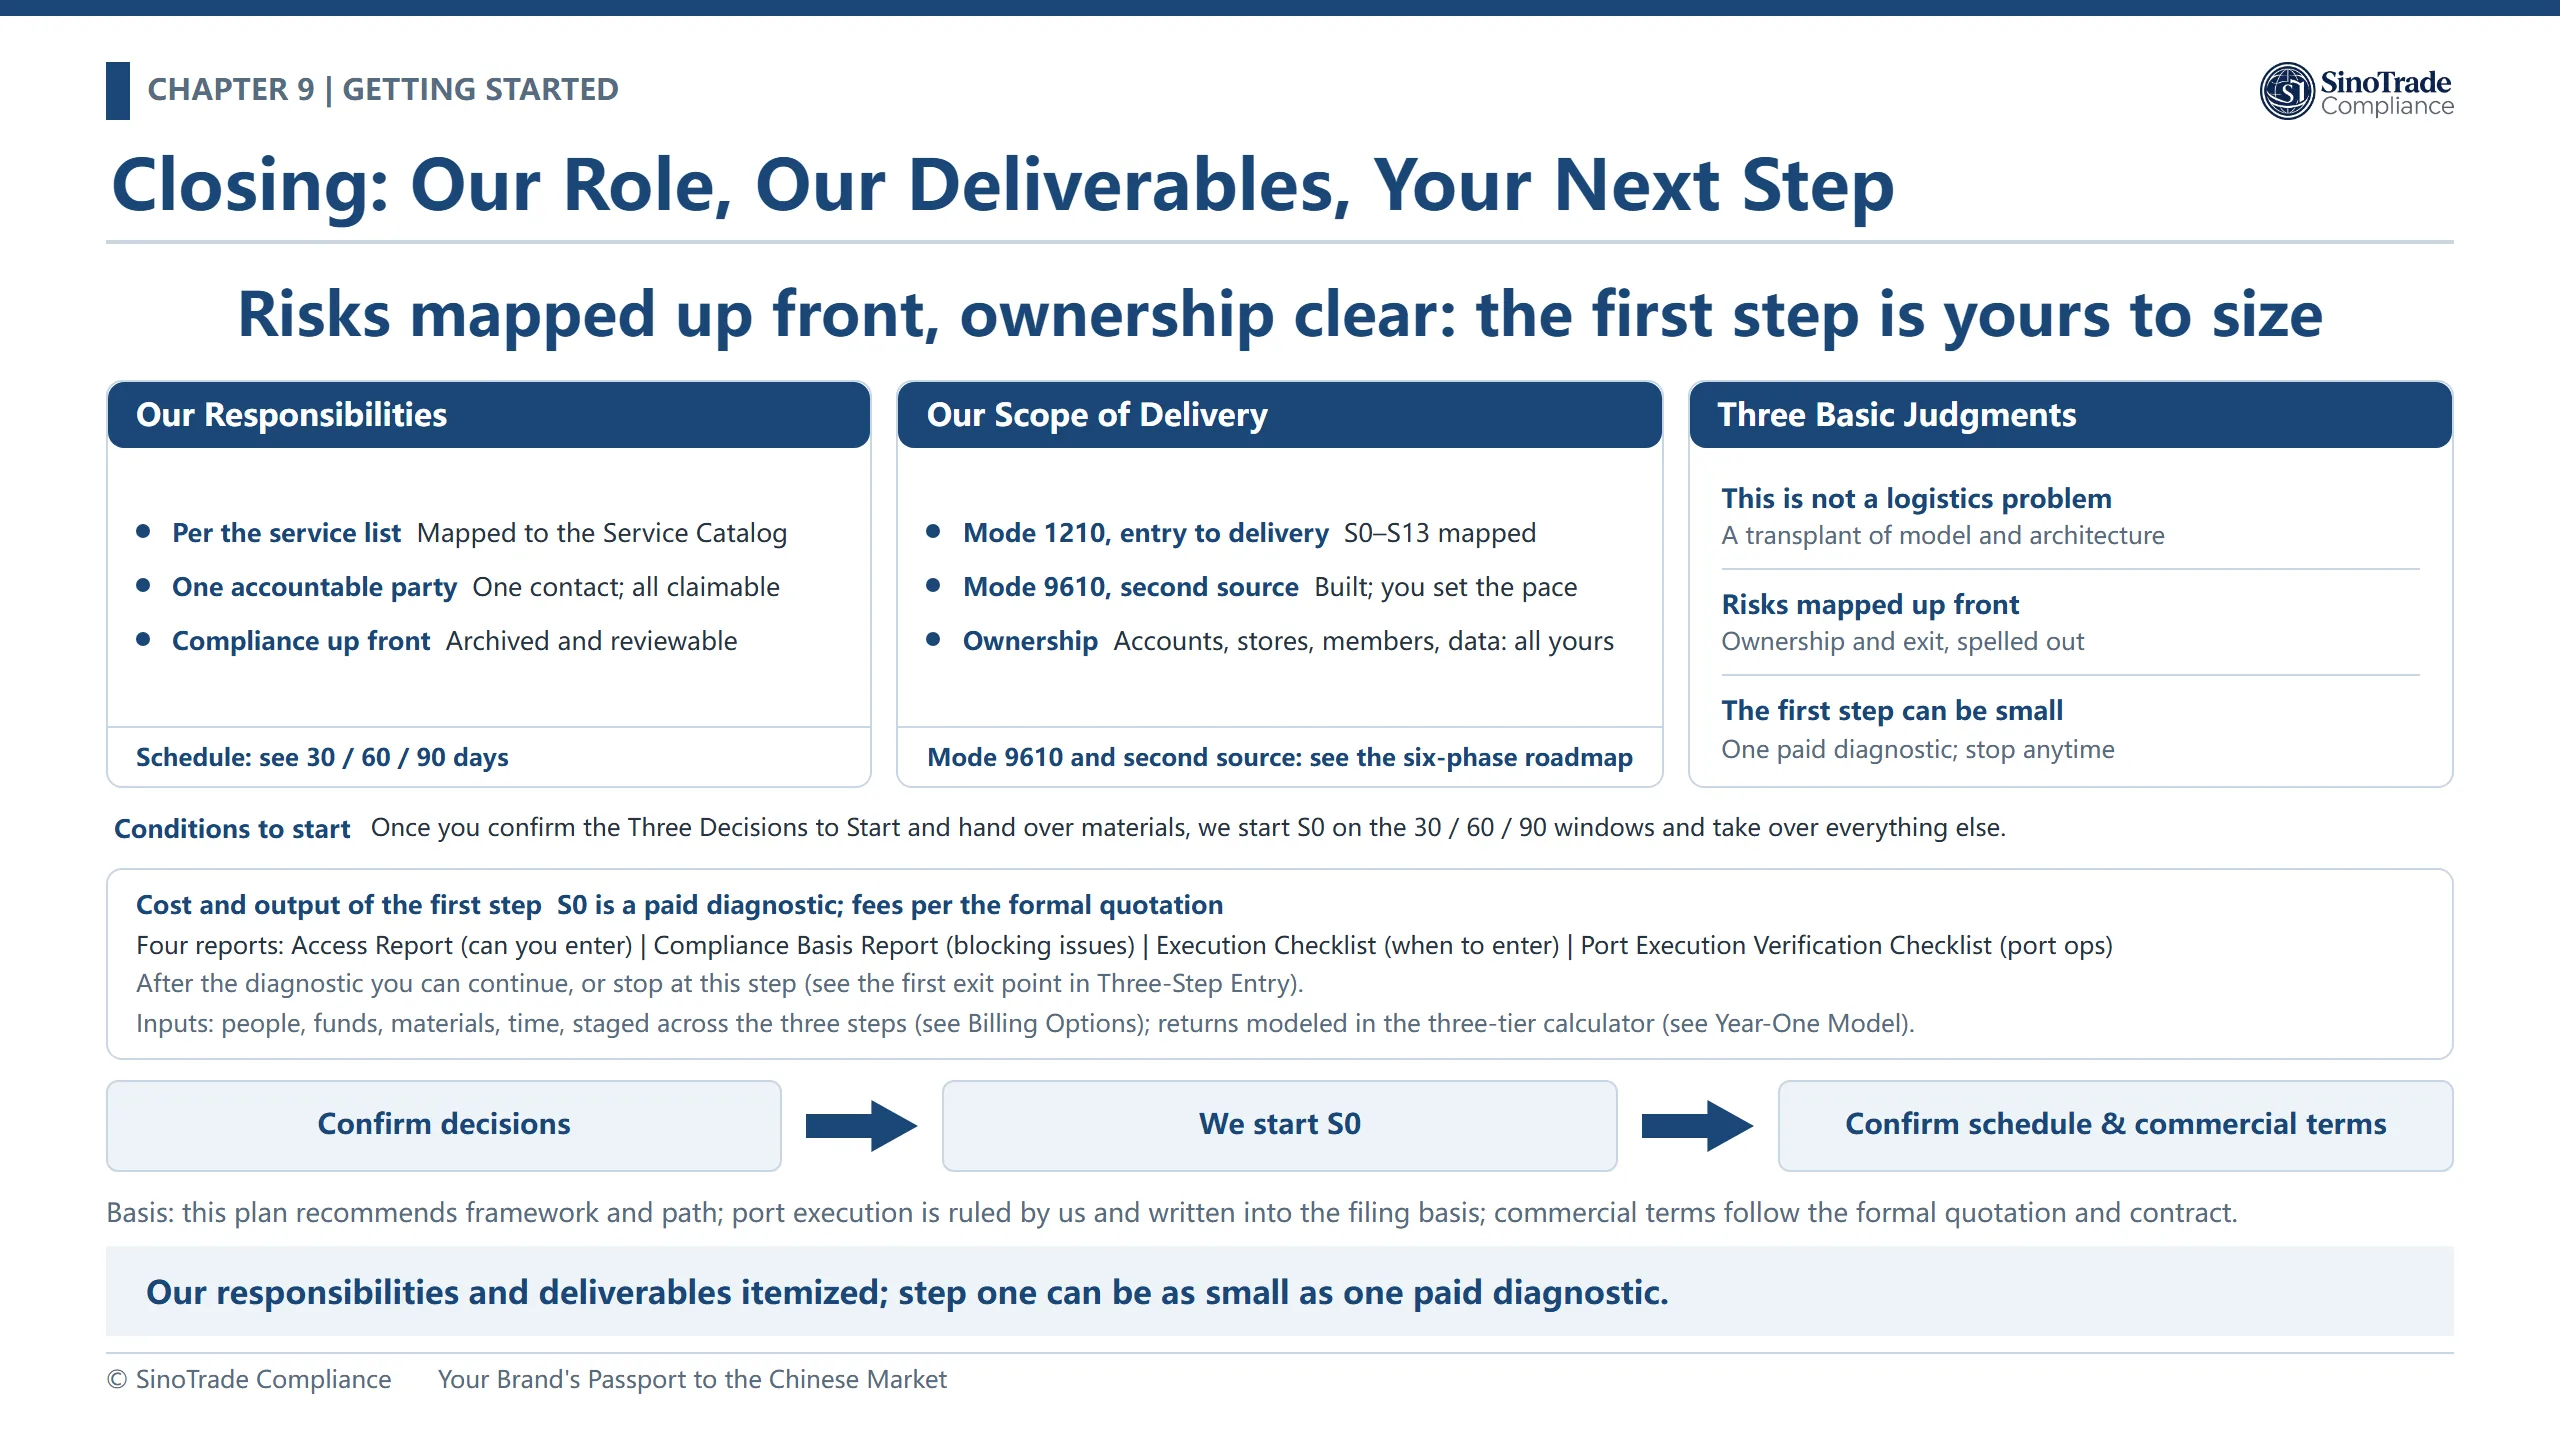 CHAPTER 9 | GETTING STARTED
SinoTrade
Compliance
Closing: Our Role, Our Deliverables, Your Next Step
Risks mapped up front, ownership clear: the first step is yours to size
Our Responsibilities
Per the service list Mapped to the Service Catalog
One accountable party One contact; all claimable
Compliance up front Archived and reviewable
Schedule: see 30 / 60 / 90 days
Our Scope of Delivery
Mode 1210, entry to delivery S0–S13 mapped
Mode 9610, second source Built; you set the pace
Ownership Accounts, stores, members, data: all yours
Mode 9610 and second source: see the six-phase roadmap
Three Basic Judgments
This is not a logistics problem
A transplant of model and architecture
Risks mapped up front
Ownership and exit, spelled out
The first step can be small
One paid diagnostic; stop anytime
Conditions to start Once you confirm the Three Decisions to Start and hand over materials, we start S0 on the 30 / 60 / 90 windows and take over everything else.
Cost and output of the first step S0 is a paid diagnostic; fees per the formal quotation
Four reports: Access Report (can you enter) | Compliance Basis Report (blocking issues) | Execution Checklist (when to enter) | Port Execution Verification Checklist (port ops)
After the diagnostic you can continue, or stop at this step (see the first exit point in Three-Step Entry).
Inputs: people, funds, materials, time, staged across the three steps (see Billing Options); returns modeled in the three-tier calculator (see Year-One Model).
Confirm decisions
We start S0
Confirm schedule & commercial terms
Basis: this plan recommends framework and path; port execution is ruled by us and written into the filing basis; commercial terms follow the formal quotation and contract.
Our responsibilities and deliverables itemized; step one can be as small as one paid diagnostic.
© SinoTrade Compliance Your Brand's Passport to the Chinese Market